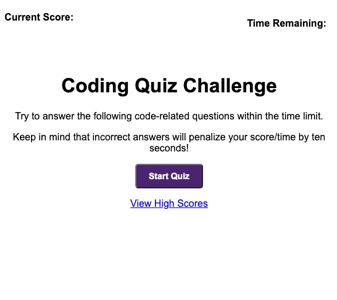 Current Score:
Time Remaining:
Coding Quiz Challenge
Try to answer the following code-related questions within the time limit.
Keep in mind that incorrect answers will penalize your score/time by ten
seconds!
Start Quiz
View High Scores